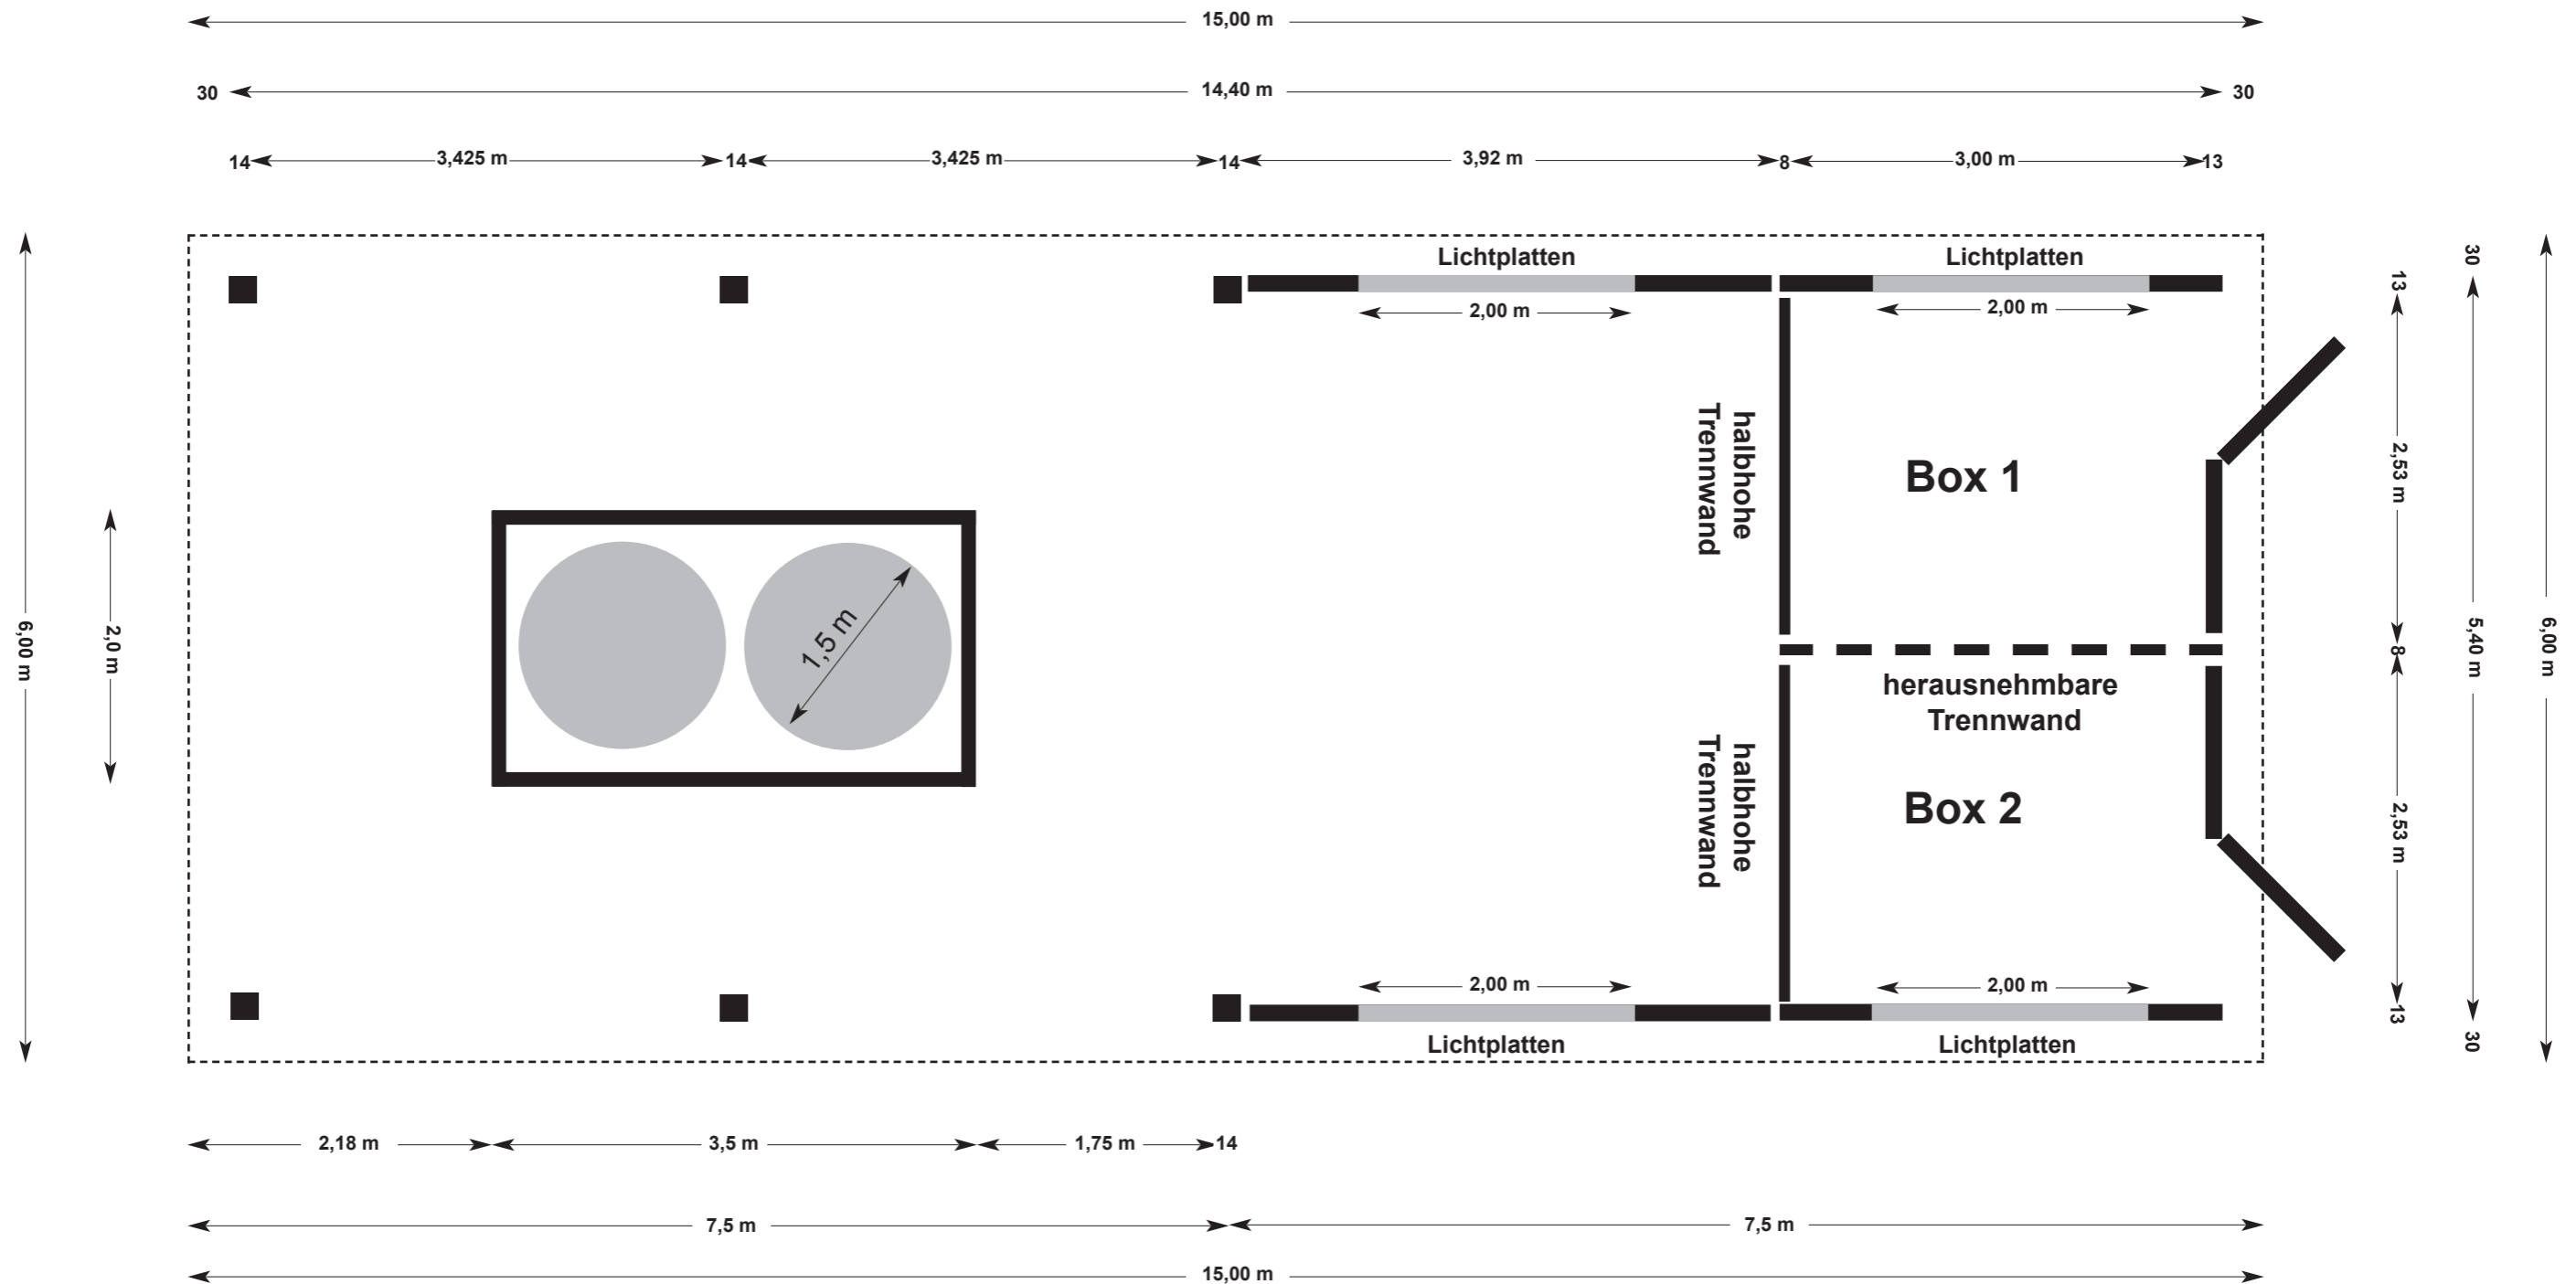 15,00 m
30 14,40 m 30
14 3,425 m 14 3,425 m 14 3,92 m 8 3,00 m 13
Lichtplatten Lichtplatten
2,00 m 2,00 m
30
13
halbhohe
Trennwand
Box 1
2,53 m
1,5 m
6,00 m
2,0 m
8
5,40 m
6,00 m
herausnehmbare
Trennwand
halbhohe
Trennwand
Box 2
2,53 m
2,00 m 2,00 m
13
Lichtplatten Lichtplatten
30
2,18 m 3,5 m 1,75 m 14
7,5 m 7,5 m
15,00 m